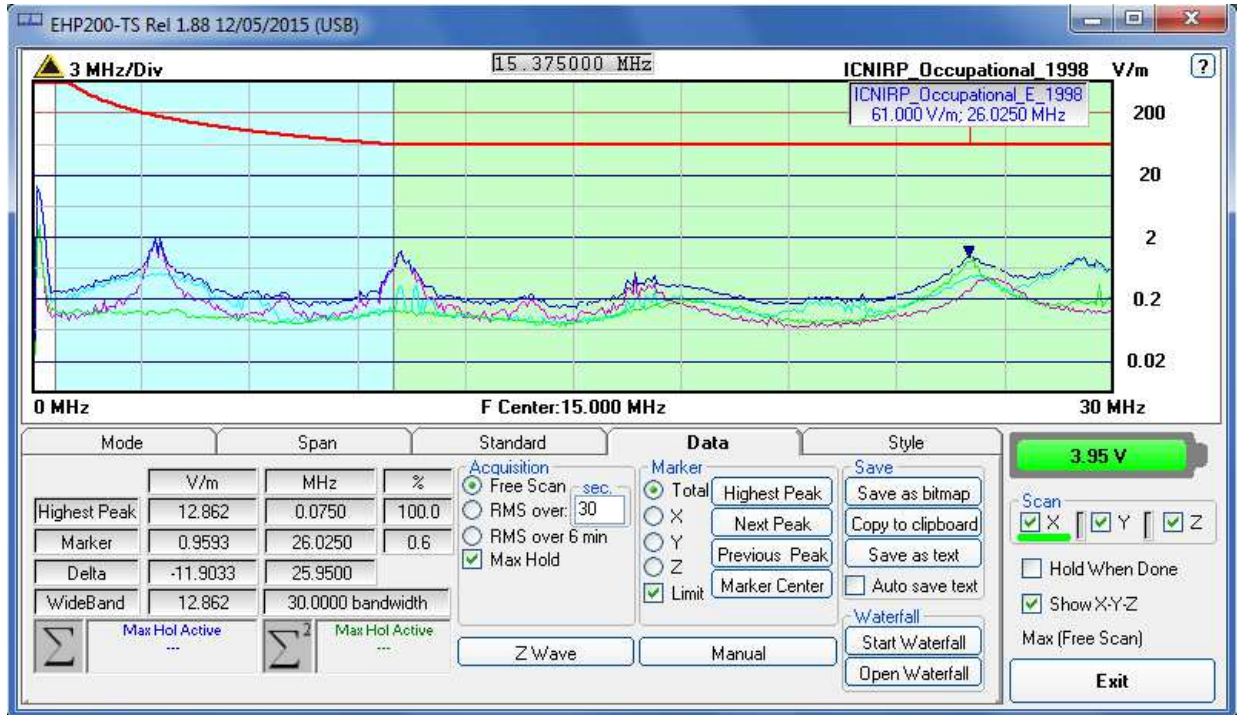 EHP200-TS Rel 1.88 12/05/2015 (USB)
3 MHz/Div
15.375000 MHz
ICNIRP_Occupational_1998 V/m
?
ICNIRP_Occupational_E_1998
61.000 V/m; 26.0250 MHz
200
20
2
0.2
0.02
0 MHz
F Center:15.000 MHz
30 MHz
Mode
Span
Standard
Data
Style
V/m MHz %
Highest Peak 12.862 0.0750 100.0
Marker 0.9593 26.0250 0.6
Delta -11.9033 25.9500
WideBand 12.862 30.0000 bandwidth
Σ
Max Hol Active
---
Σ2
Max Hol Active
---
Acquisition
Free Scan sec.
RMS over: 30
RMS over 6 min
Max Hold
Z Wave
Marker
Total
X
Y
Z
Limit
Highest Peak
Next Peak
Previous Peak
Marker Center
Manual
Save
Save as bitmap
Copy to clipboard
Save as text
Auto save text
Waterfall
Start Waterfall
Open Waterfall
3.95 V
Scan
X Y Z
Hold When Done
Show X-Y-Z
Max (Free Scan)
Exit